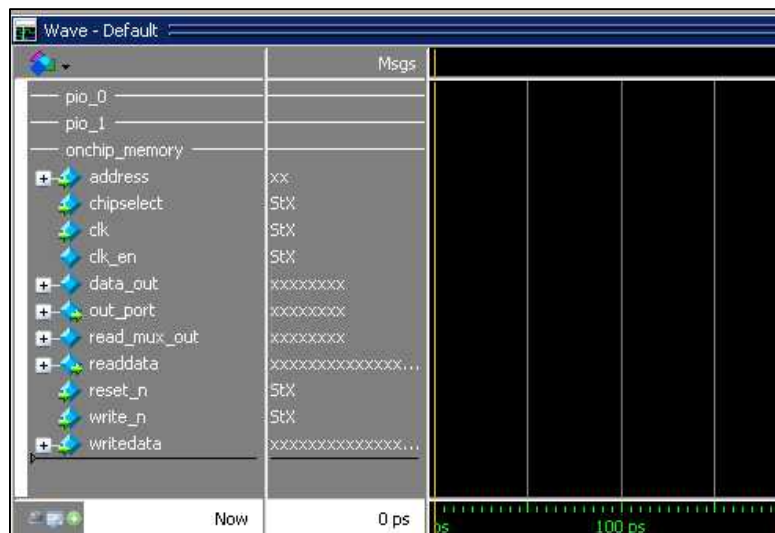 Wave - Default
Msgs
pio_0
pio_1
onchip_memory
address xx
chipselect StX
clk StX
clk_en StX
data_out xxxxxxxx
out_port xxxxxxxx
read_mux_out xxxxxxxx
readdata xxxxxxxxxxxxxx...
reset_n StX
write_n StX
writedata xxxxxxxxxxxxxx...
Now 0 ps ps 100 ps